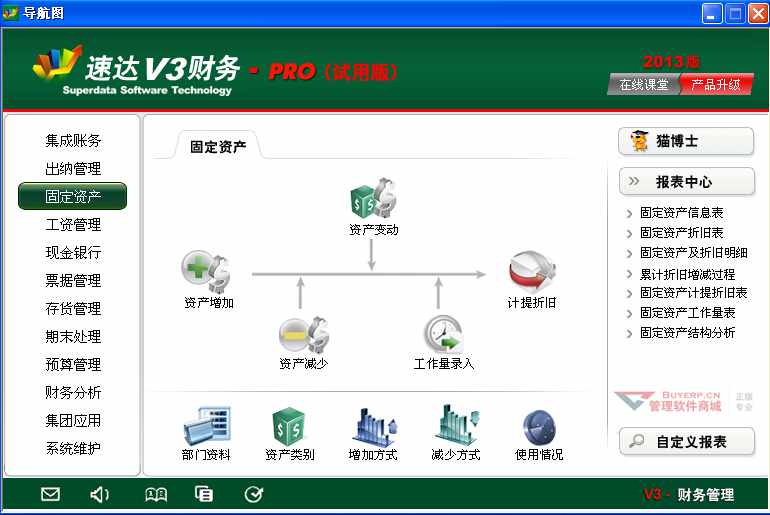 导航图
速达V3财务·PRO(试用版)
Superdata Software Technology
2013版
在线课堂 产品升级
集成账务
出纳管理
固定资产
工资管理
现金银行
票据管理
存货管理
期末处理
预算管理
财务分析
集团应用
系统维护
固定资产
资产变动
资产增加
计提折旧
资产减少
工作量录入
部门资料
资产类别
增加方式
减少方式
使用情况
猫博士
报表中心
固定资产信息表
固定资产折旧表
固定资产及折旧明细
累计折旧增减过程
固定资产计提折旧表
固定资产工作量表
固定资产结构分析
BUYERP.CN
管理软件商城
正版
专业
自定义报表
V3 - 财务管理